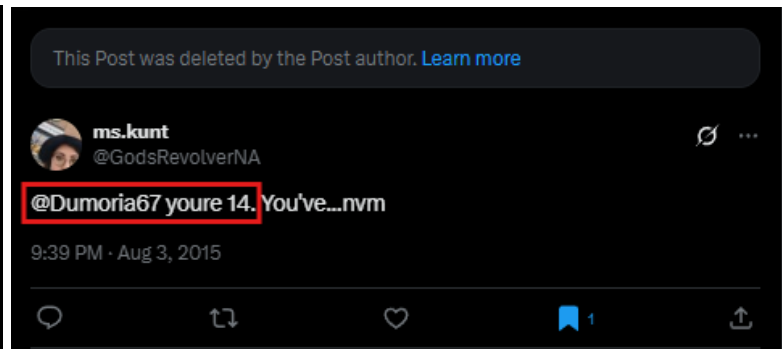 This Post was deleted by the Post author. Learn more
ms.kunt
@GodsRevolverNA
@Dumoria67 youre 14. You've...nvm
9:39 PM · Aug 3, 2015
1